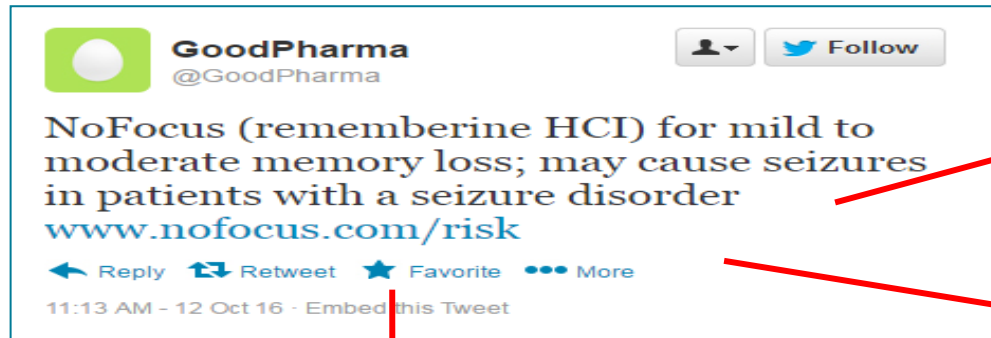 GoodPharma
Follow
@GoodPharma
NoFocus (rememberine HCI) for mild to
moderate memory loss; may cause seizures
in patients with a seizure disorder
www.nofocus.com/risk
Reply Retweet Favorite More
11:13 AM - 12 Oct 16 · Embed this Tweet